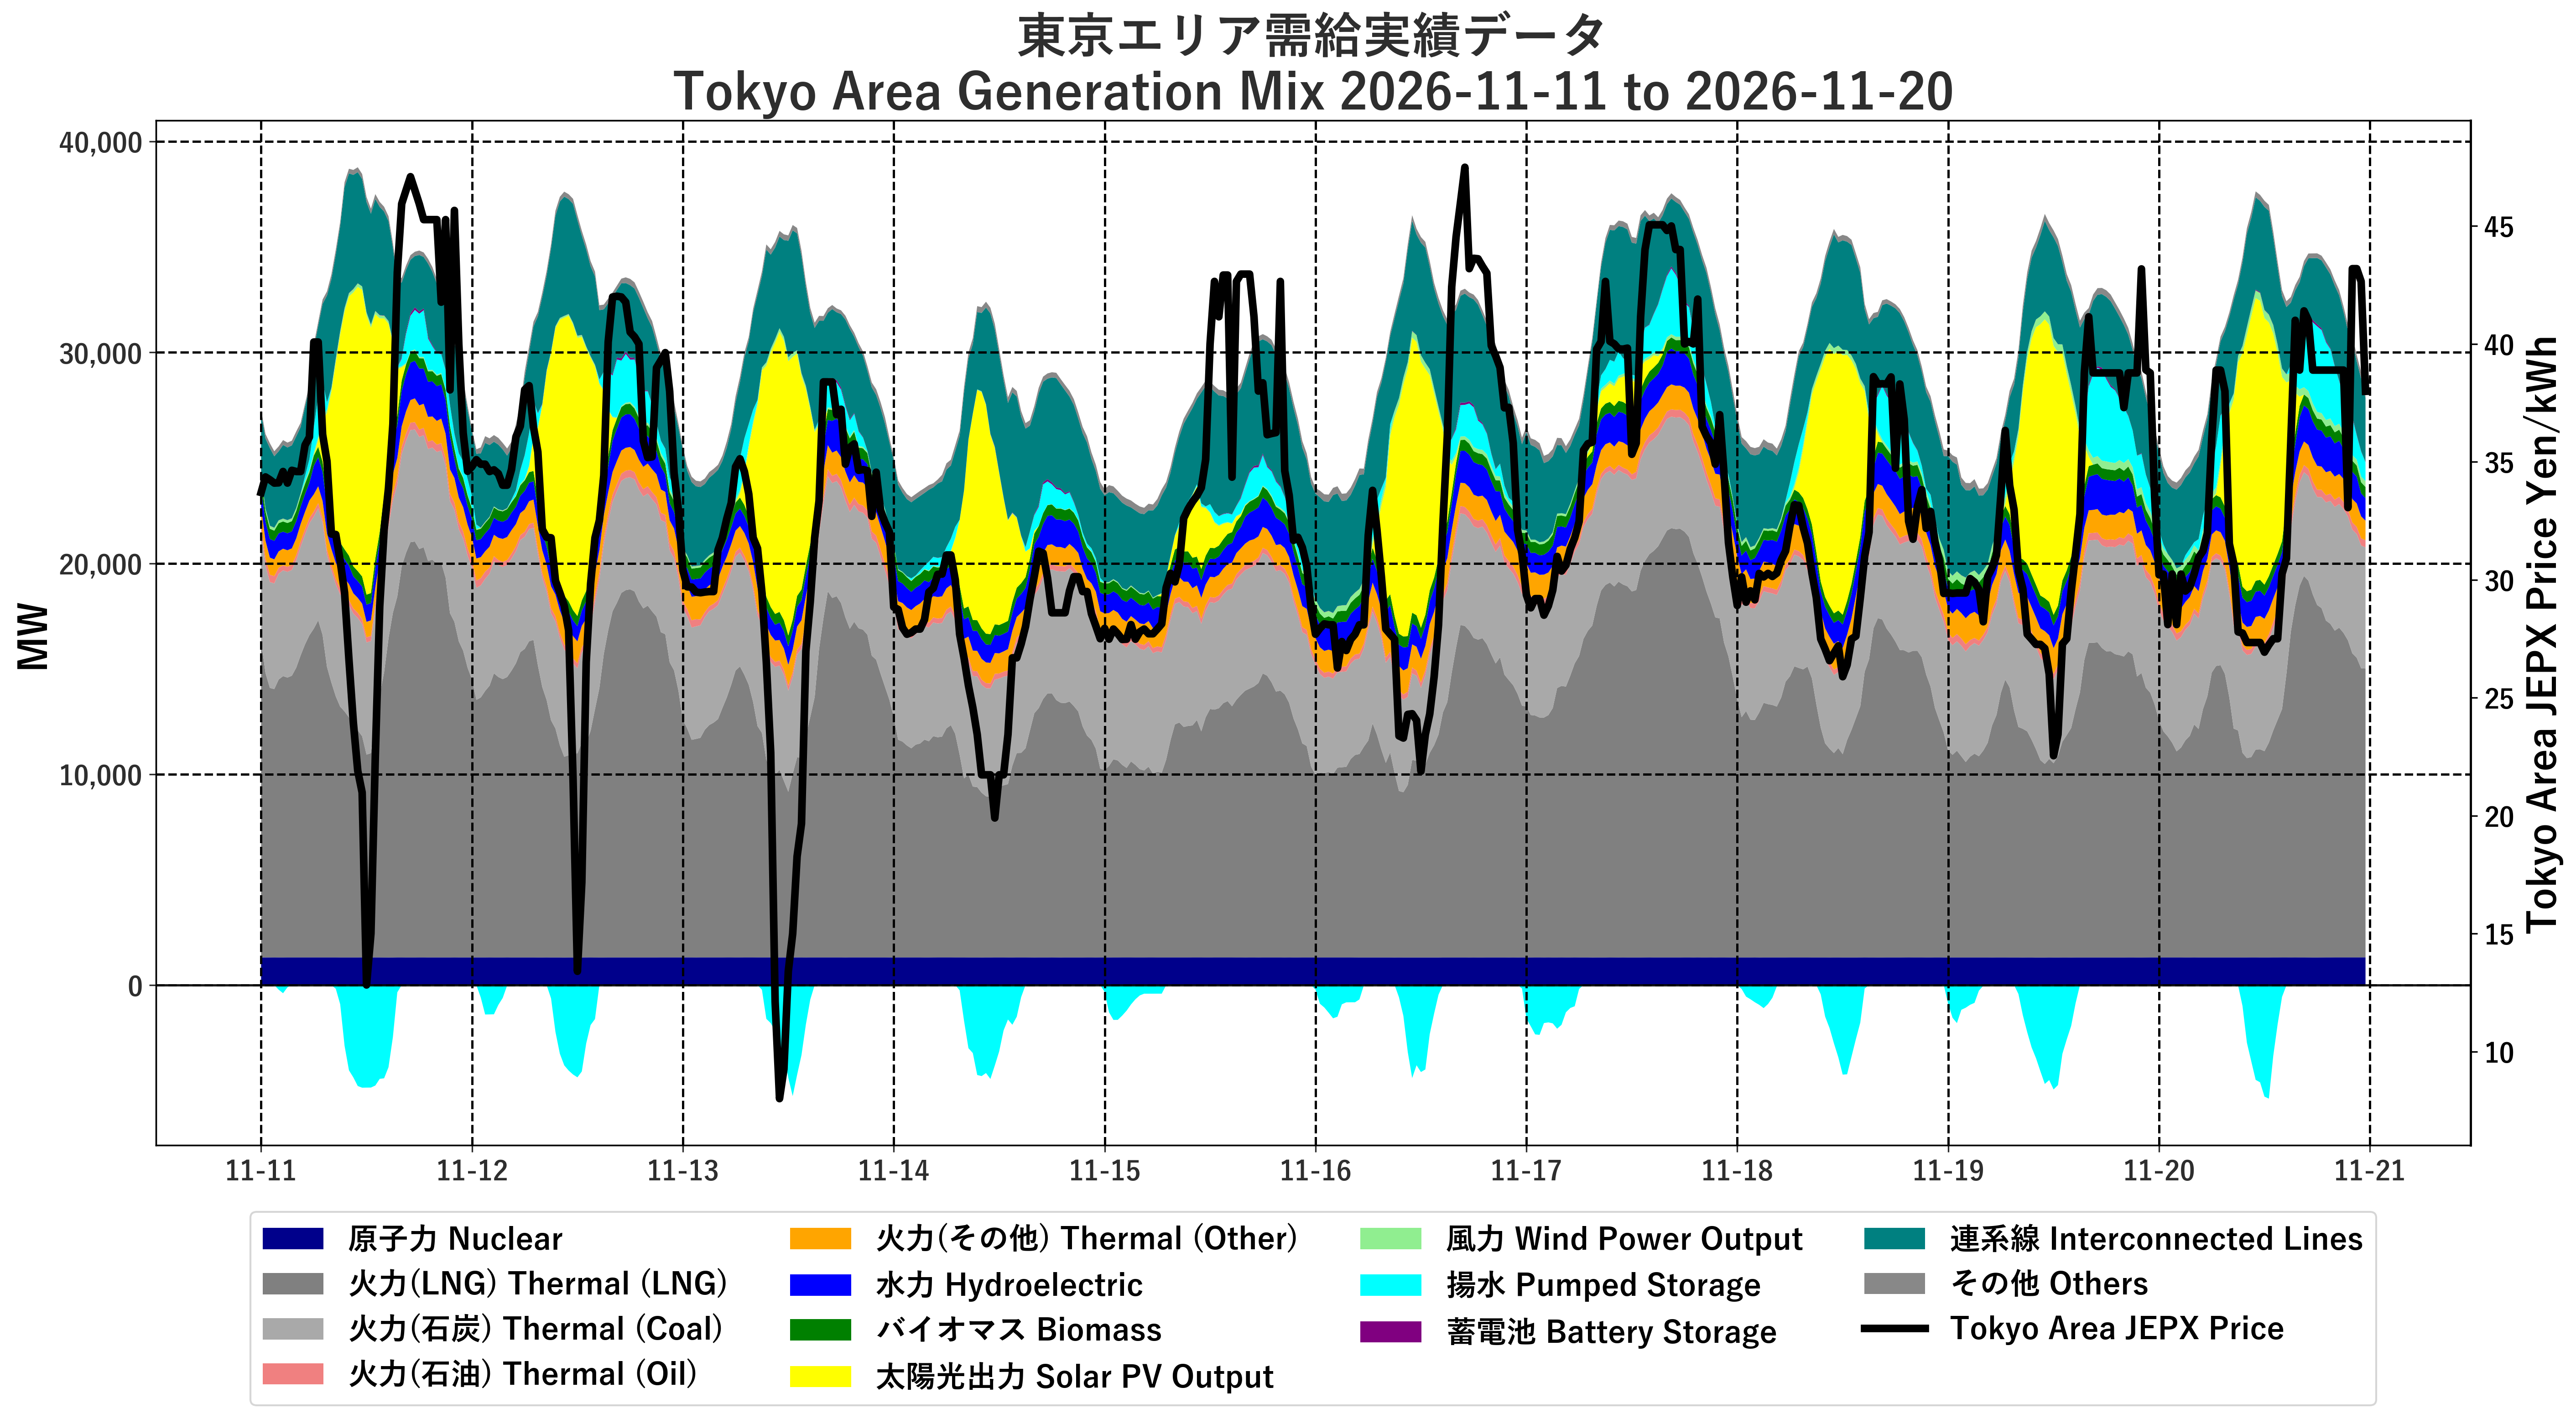 東京エリア需給実績データ
Tokyo Area Generation Mix 2026-11-11 to 2026-11-20
40,000
30,000
20,000
10,000
0
MW
45
40
35
30
25
20
15
10
Tokyo Area JEPX Price Yen/kWh
11-11
11-12
11-13
11-14
11-15
11-16
11-17
11-18
11-19
11-20
11-21
原子力 Nuclear
火力(LNG) Thermal (LNG)
火力(石炭) Thermal (Coal)
火力(石油) Thermal (Oil)
火力(その他) Thermal (Other)
水力 Hydroelectric
バイオマス Biomass
太陽光出力 Solar PV Output
風力 Wind Power Output
揚水 Pumped Storage
蓄電池 Battery Storage
連系線 Interconnected Lines
その他 Others
Tokyo Area JEPX Price